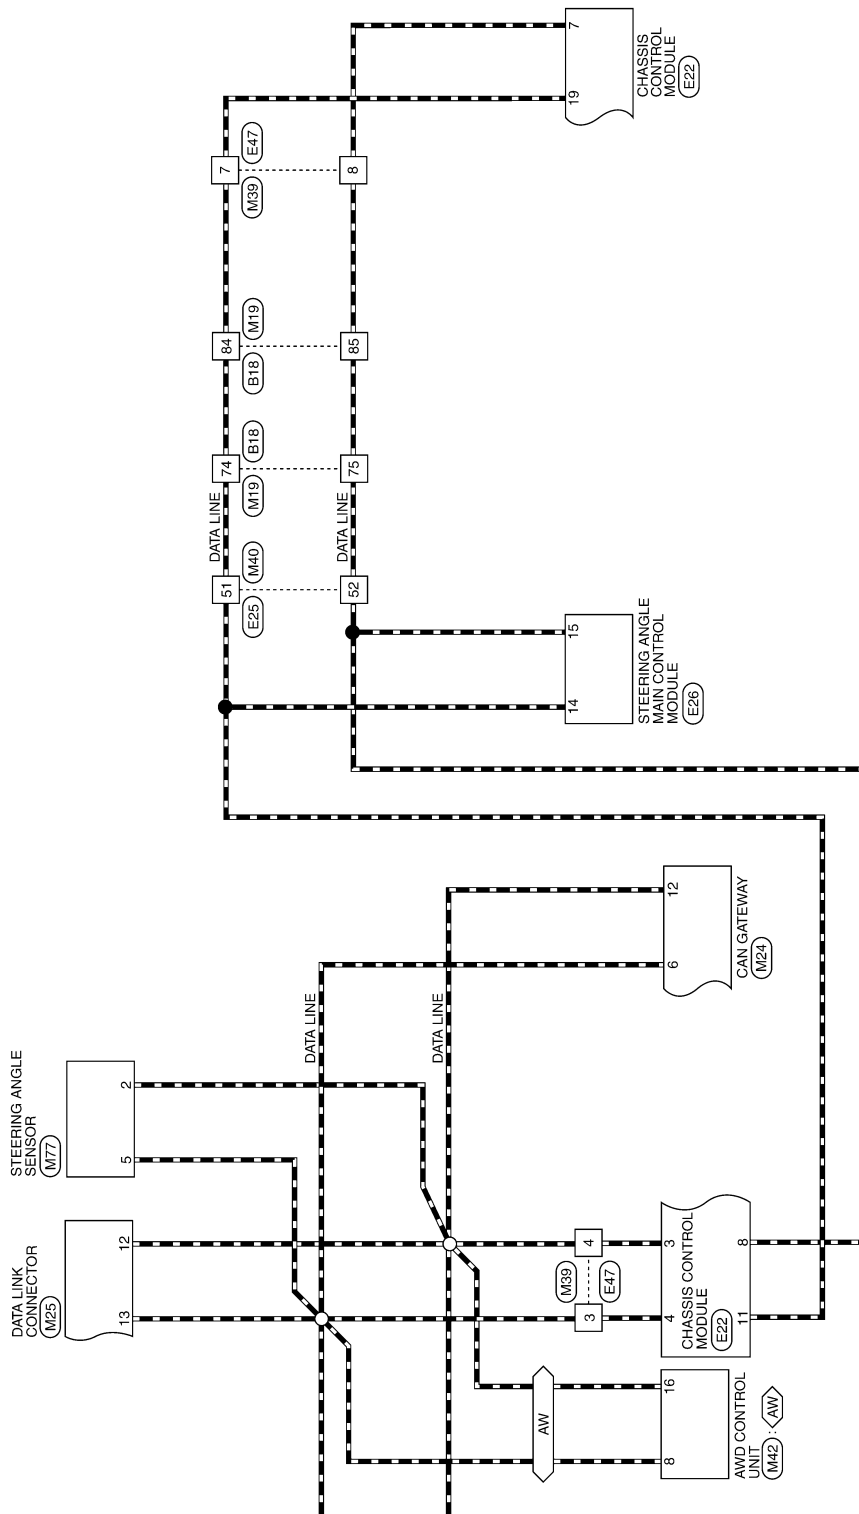 7
19
CHASSIS
CONTROL
MODULE
E22
7
E47
M39
8
84
M19
B18
85
74
B18
M19
75
DATA LINE
DATA LINE
51
M40
E25
52
15
14
STEERING ANGLE
MAIN CONTROL
MODULE
E26
12
6
CAN GATEWAY
M24
DATA LINE
DATA LINE
STEERING ANGLE
SENSOR
M77
2
5
DATA LINK
CONNECTOR
M25
12
13
4
M39
E47
3
3
4
CHASSIS CONTROL
MODULE
E22
8
11
AW
16
8
AWD CONTROL
UNIT
M42 : AW